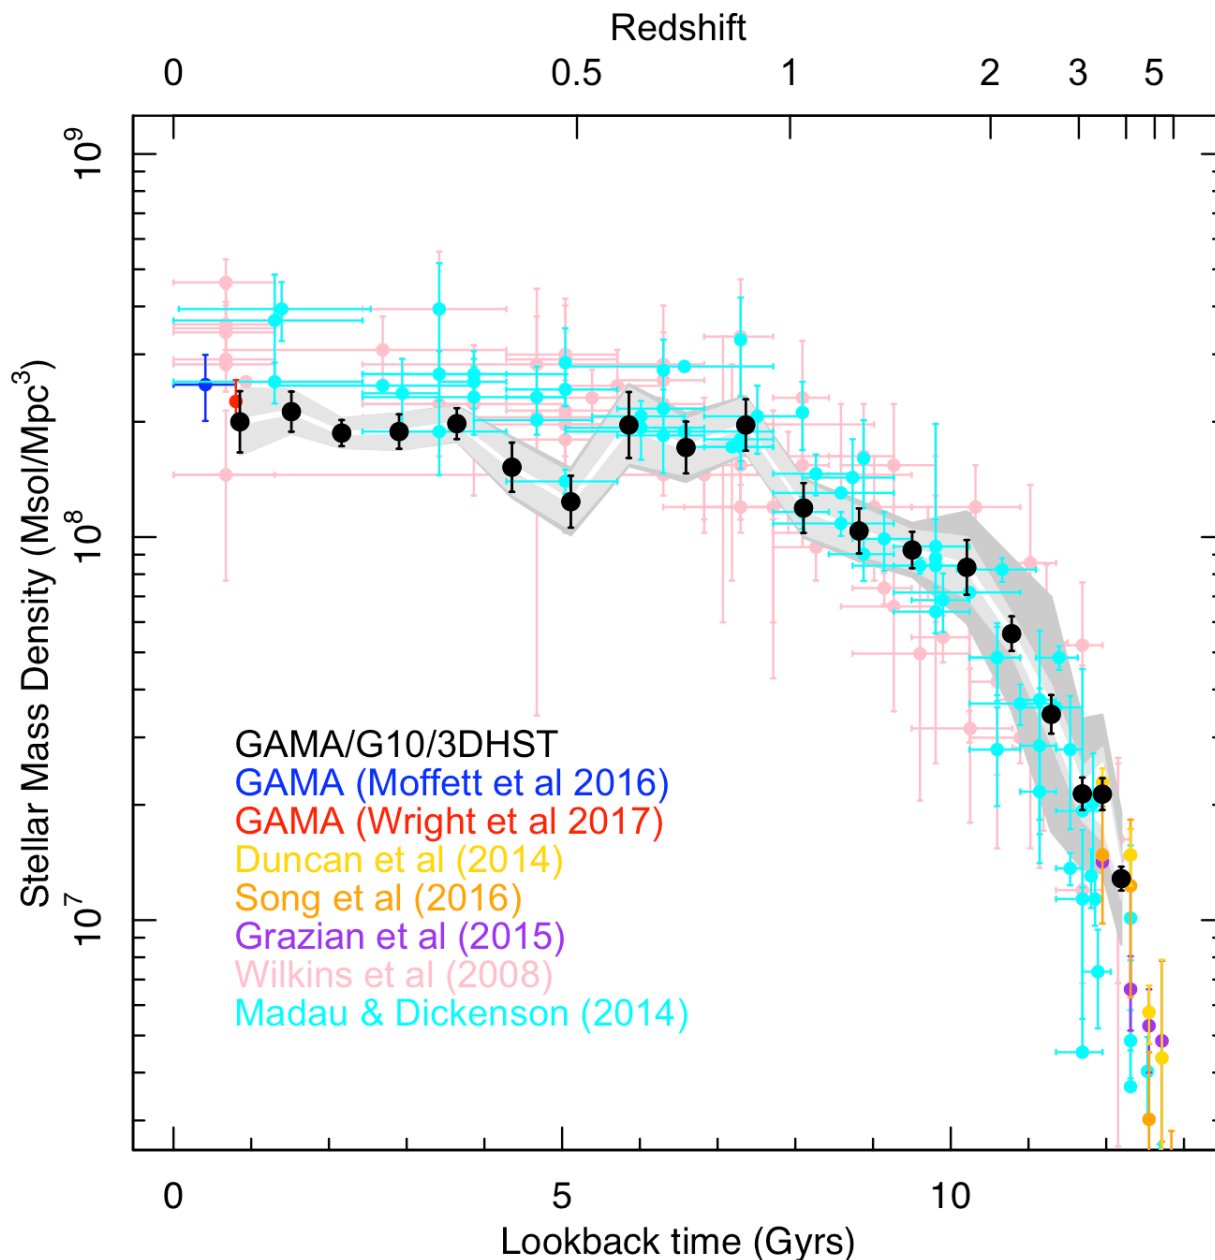 Redshift
0 0.5 1 2 3 5
10^9
10^8
10^7
Stellar Mass Density (Msol/Mpc^3)
GAMA/G10/3DHST
GAMA (Moffett et al 2016)
GAMA (Wright et al 2017)
Duncan et al (2014)
Song et al (2016)
Grazian et al (2015)
Wilkins et al (2008)
Madau & Dickenson (2014)
0 5 10
Lookback time (Gyrs)